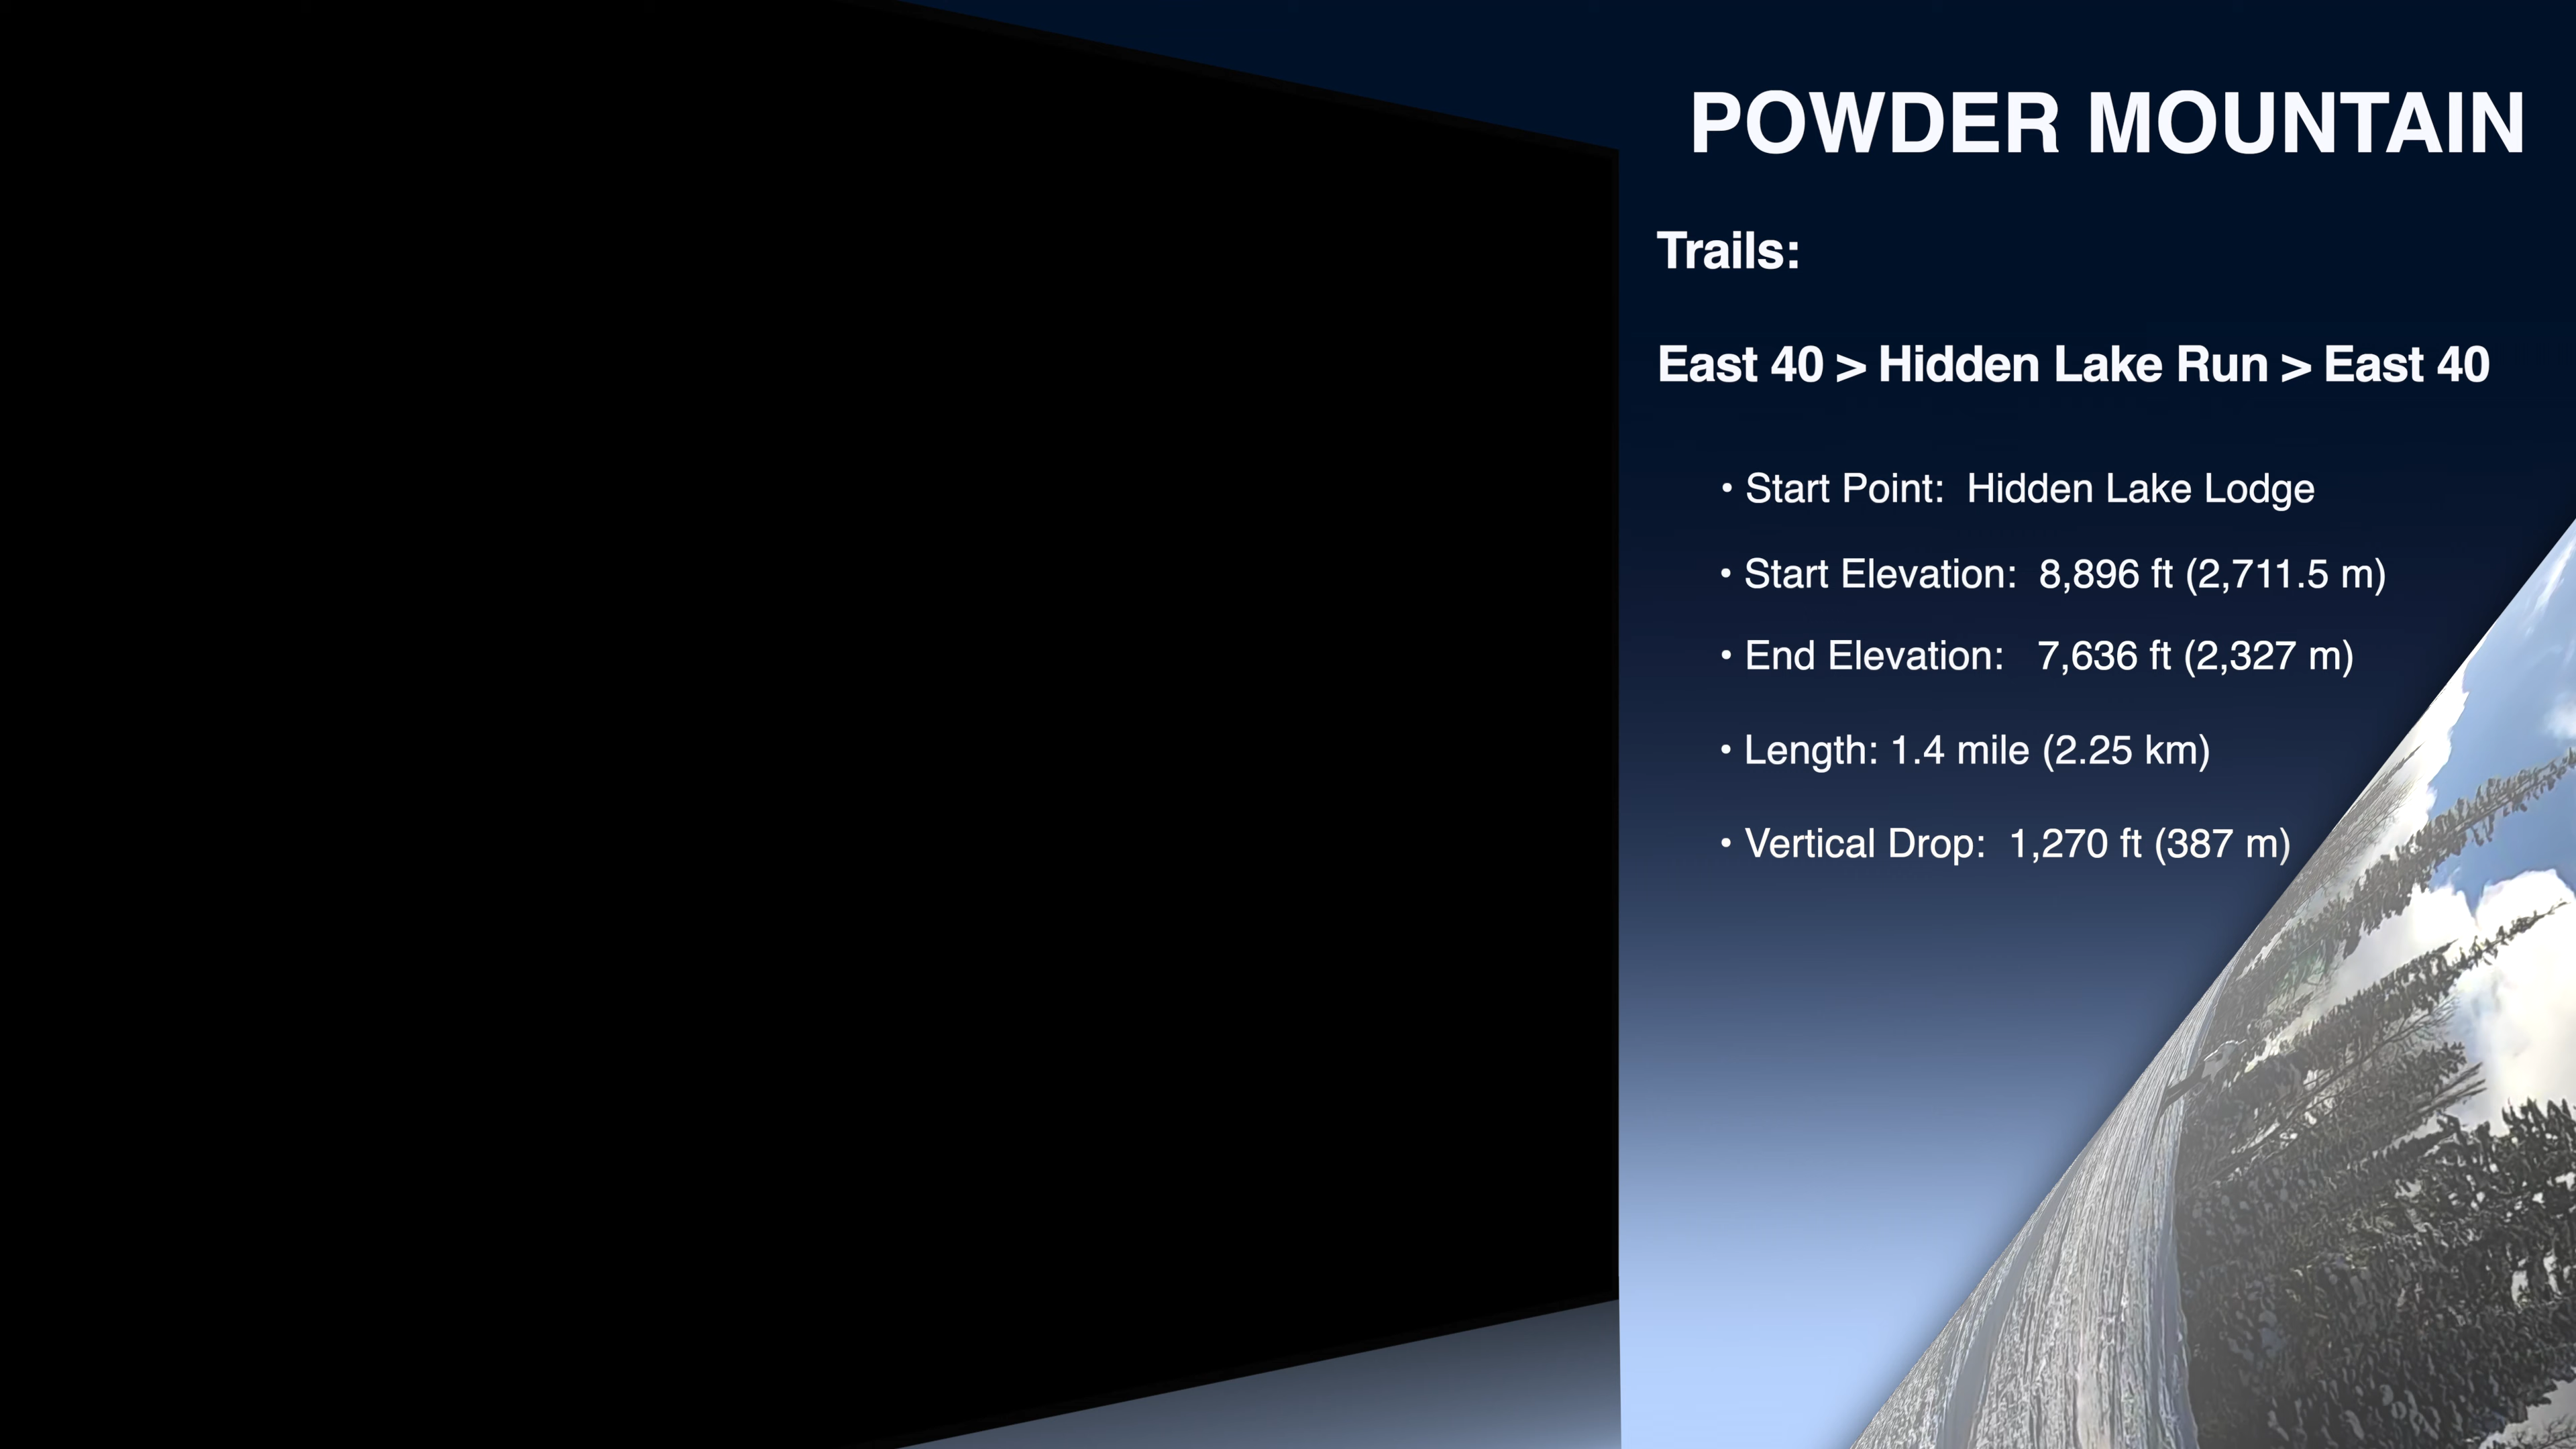 POWDER MOUNTAIN
Trails:
East 40 > Hidden Lake Run > East 40
• Start Point:  Hidden Lake Lodge
• Start Elevation:  8,896 ft (2,711.5 m)
• End Elevation:   7,636 ft (2,327 m)
• Length: 1.4 mile (2.25 km)
• Vertical Drop:  1,270 ft (387 m)